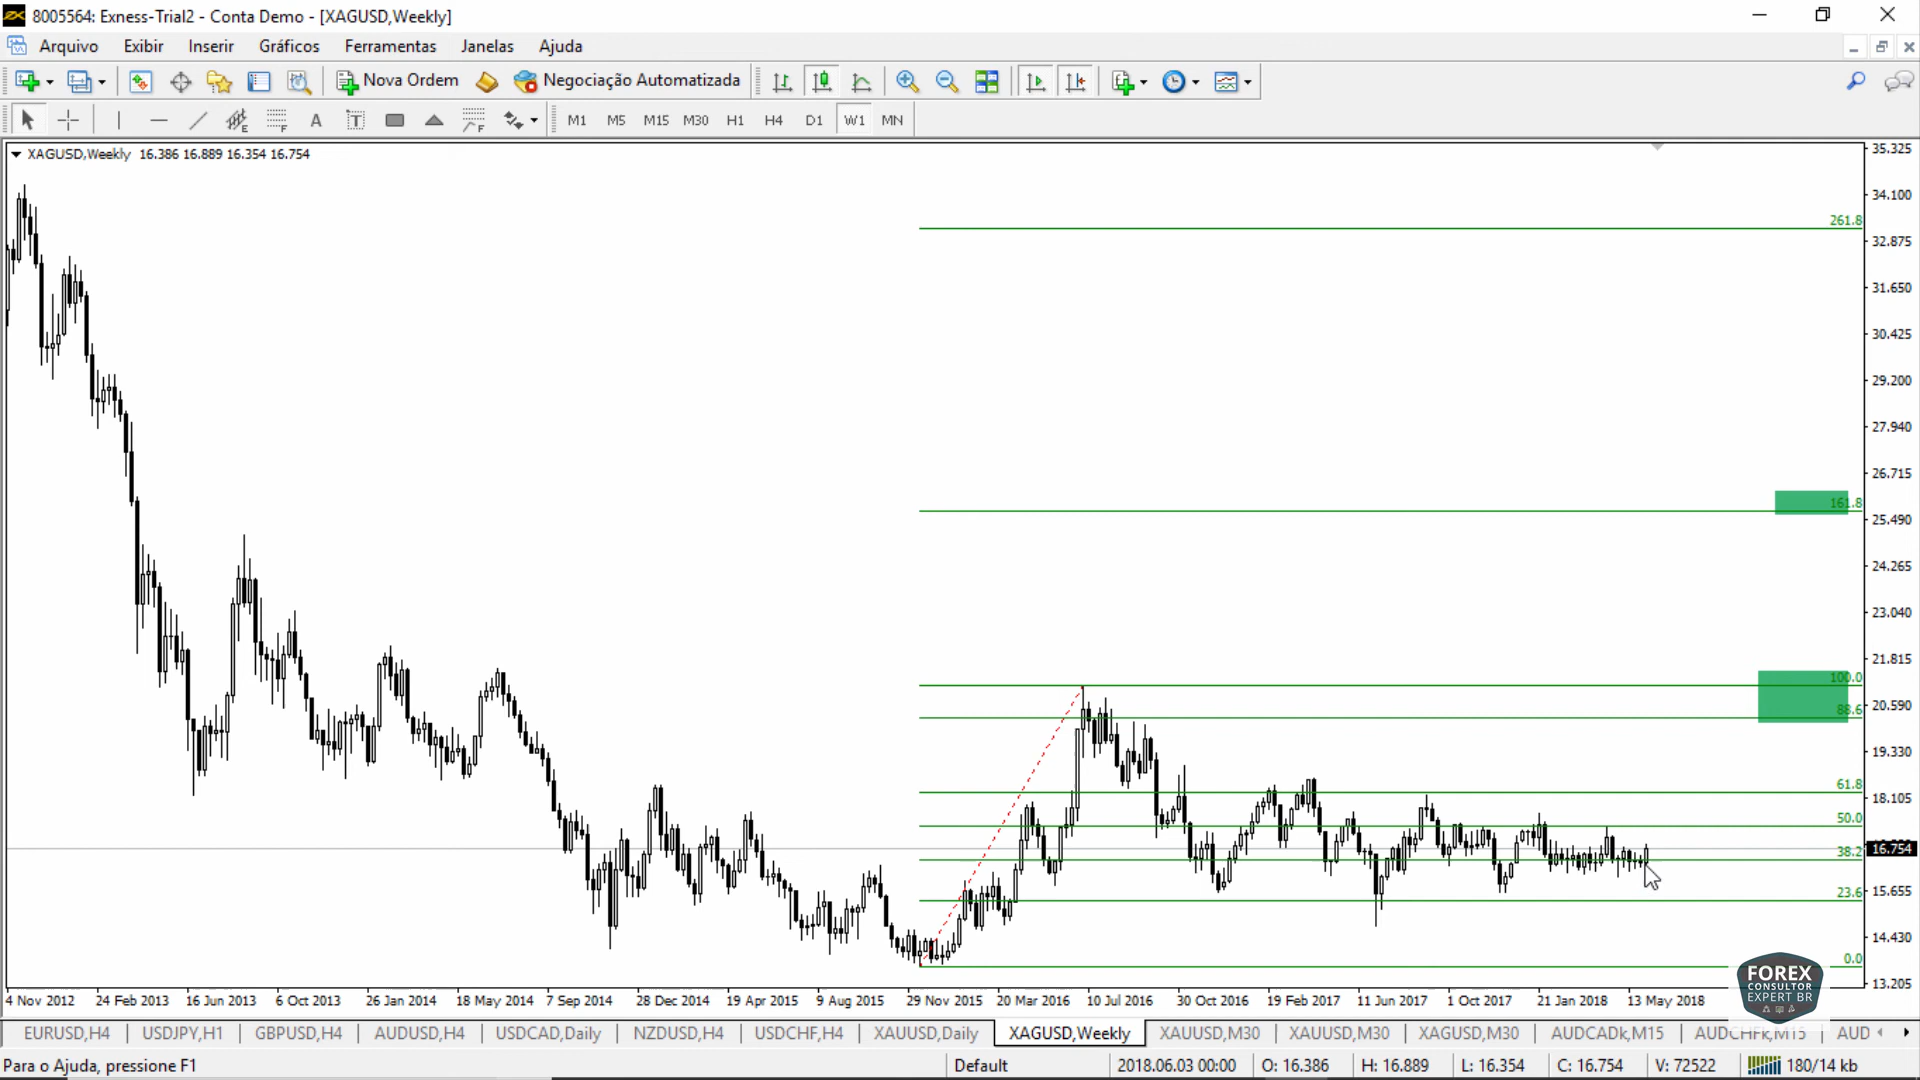 8005564: Exness-Trial2 - Conta Demo - [XAGUSD,Weekly]
Arquivo Exibir Inserir Gráficos Ferramentas Janelas Ajuda
Nova Ordem Negociação Automatizada
A T M1 M5 M15 M30 H1 H4 D1 W1 MN
XAGUSD,Weekly 16.386 16.889 16.354 16.754
35.325
34.100
261.8
32.875
31.650
30.425
29.200
27.940
26.715
161.8
25.490
24.265
23.040
21.815
100.0
20.590
88.6
19.330
61.8
18.105
50.0
16.754
38.2
15.655
23.6
14.430
0.0
13.205
FOREX
CONSULTOR
EXPERT BR
4 Nov 2012 24 Feb 2013 16 Jun 2013 6 Oct 2013 26 Jan 2014 18 May 2014 7 Sep 2014 28 Dec 2014 19 Apr 2015 9 Aug 2015 29 Nov 2015 20 Mar 2016 10 Jul 2016 30 Oct 2016 19 Feb 2017 11 Jun 2017 1 Oct 2017 21 Jan 2018 13 May 2018
EURUSD,H4 USDJPY,H1 GBPUSD,H4 AUDUSD,H4 USDCAD,Daily NZDUSD,H4 USDCHF,H4 XAUUSD,Daily XAGUSD,Weekly XAUUSD,M30 XAUUSD,M30 XAGUSD,M30 AUDCADk,M15 AUDCHFk,M15 AUD
Para o Ajuda, pressione F1 Default 2018.06.03 00:00 O: 16.386 H: 16.889 L: 16.354 C: 16.754 V: 72522 180/14 kb